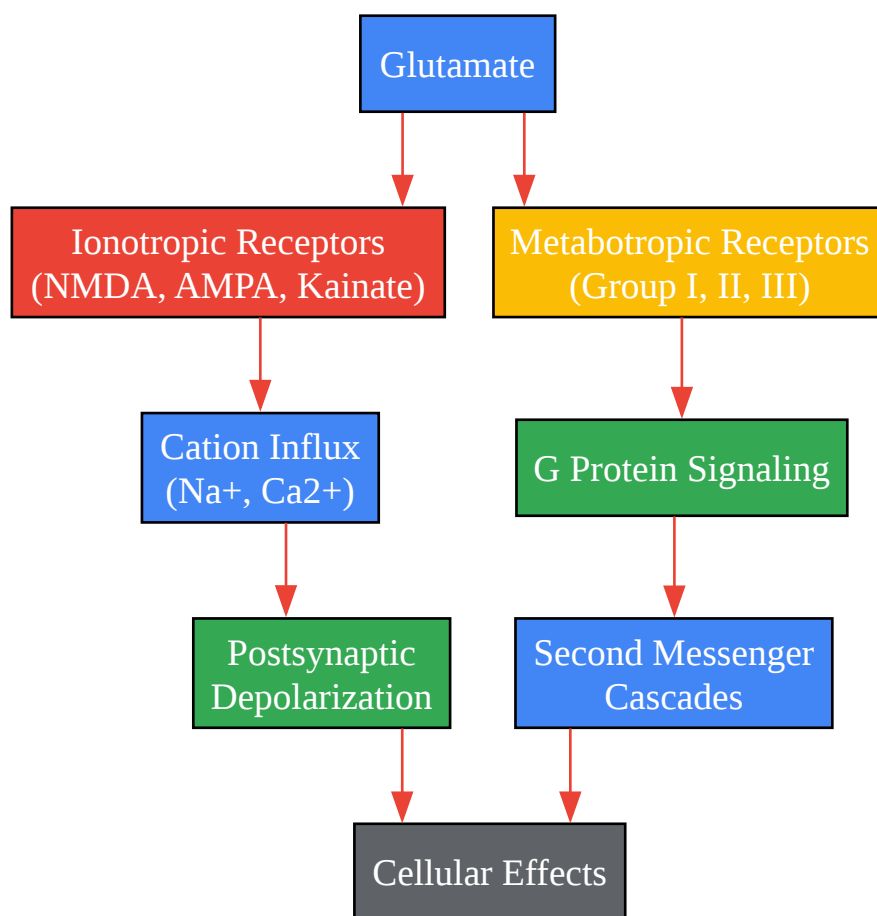 Glutamate
Ionotropic Receptors
(NMDA, AMPA, Kainate)
Metabotropic Receptors
(Group I, II, III)
Cation Influx
(Na+, Ca2+)
G Protein Signaling
Postsynaptic
Depolarization
Second Messenger
Cascades
Cellular Effects